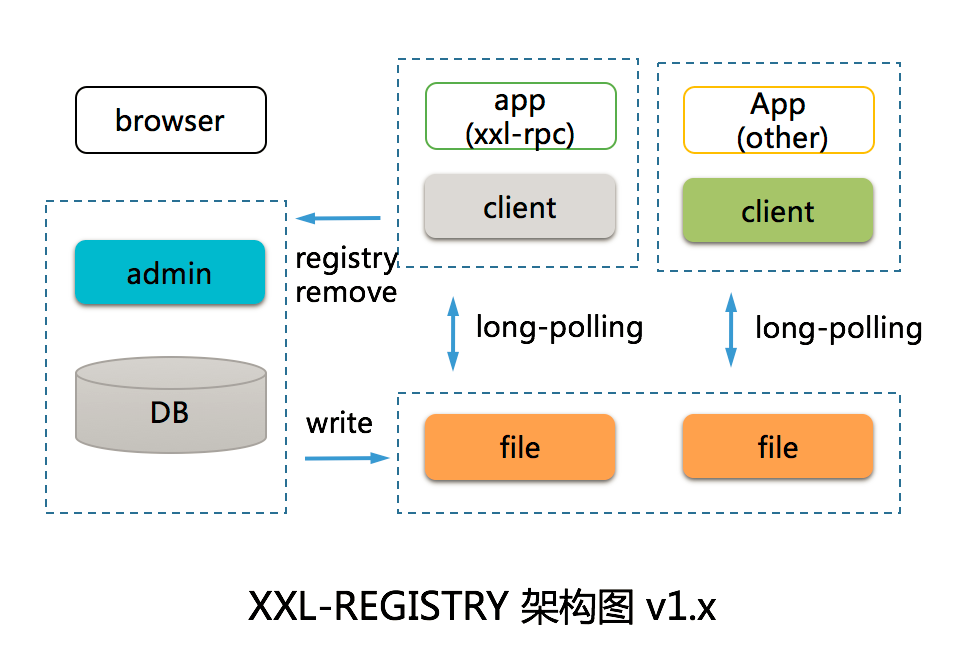 browser
app
(xxl-rpc)
client
App
(other)
client
admin
DB
registry
remove
long-polling
long-polling
write
file
file
XXL-REGISTRY 架构图 v1.x